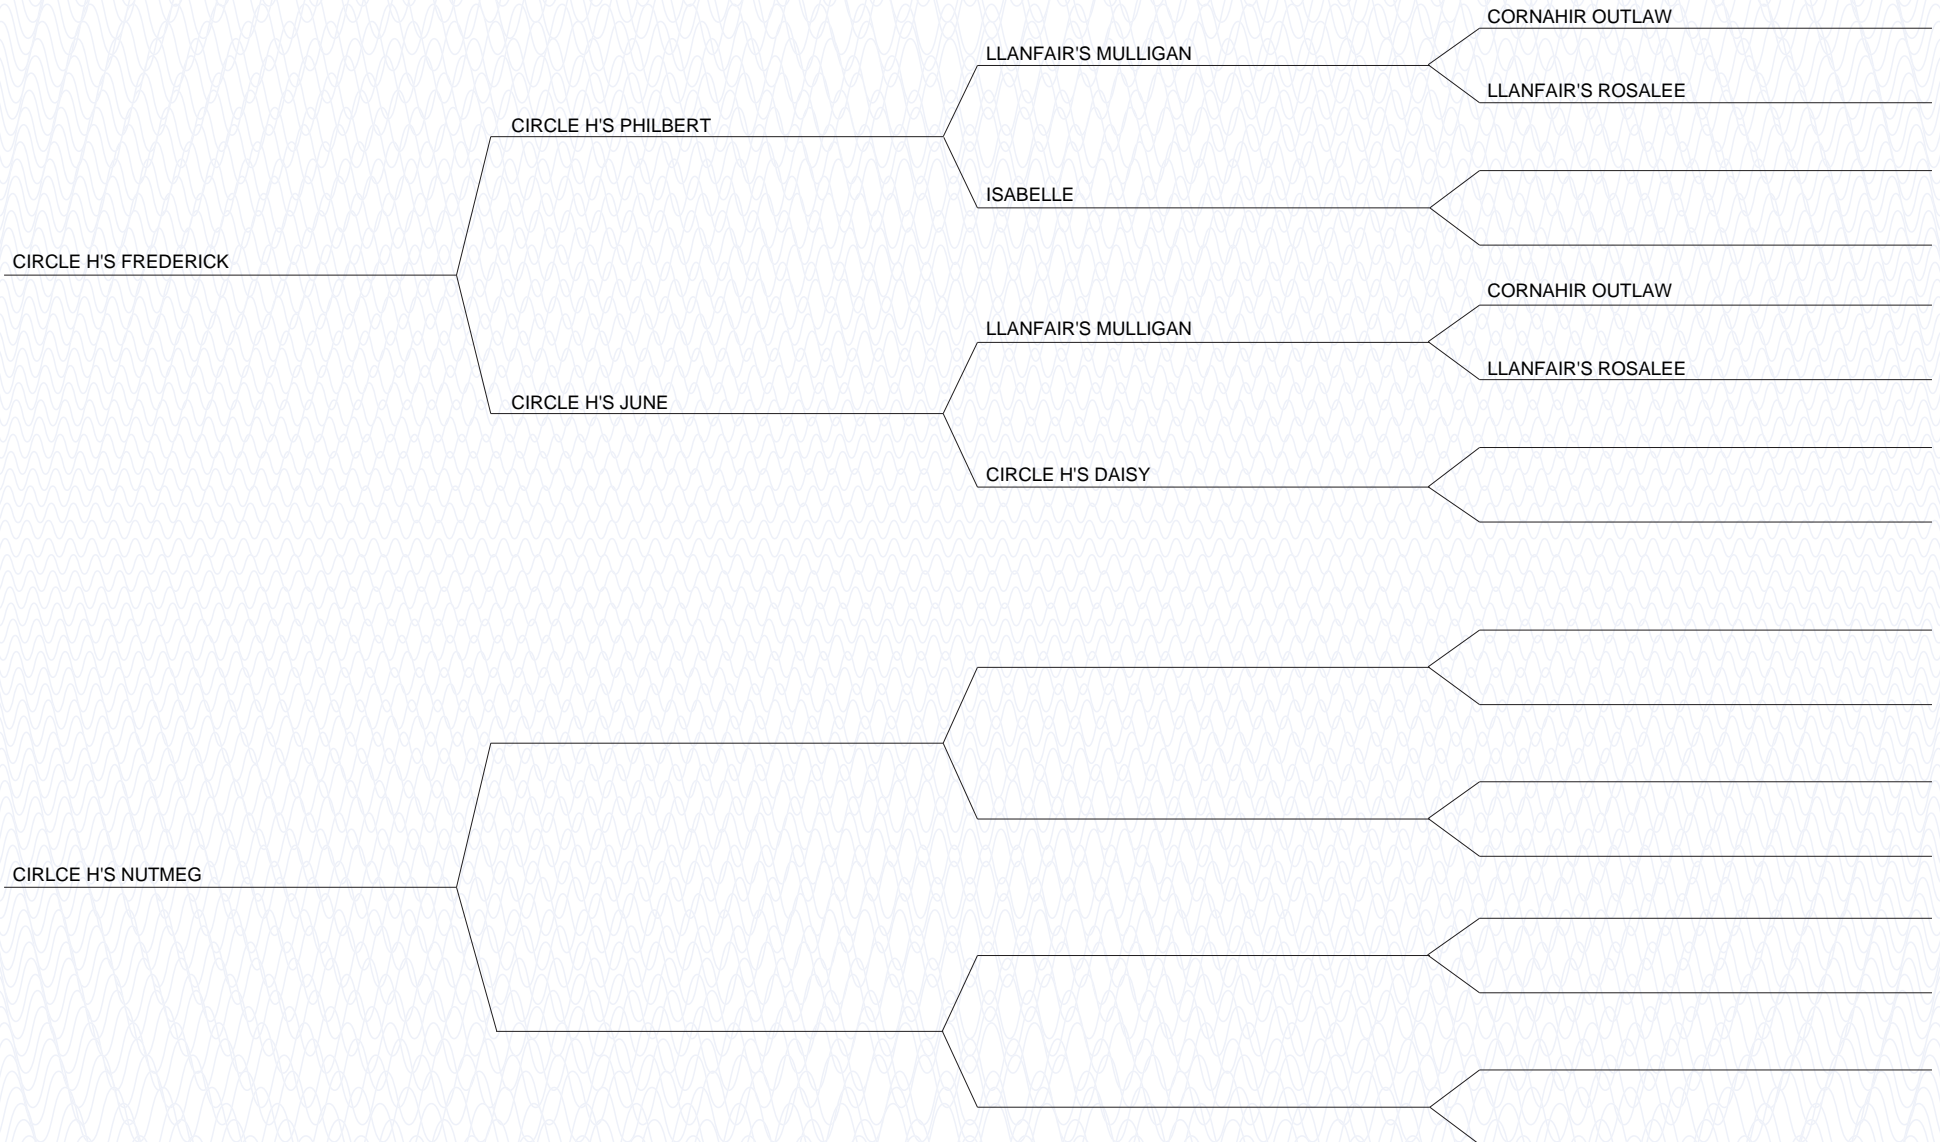 CORNAHIR OUTLAW
LLANFAIR'S MULLIGAN
LLANFAIR'S ROSALEE
CIRCLE H'S PHILBERT
ISABELLE
CIRCLE H'S FREDERICK
CORNAHIR OUTLAW
LLANFAIR'S MULLIGAN
LLANFAIR'S ROSALEE
CIRCLE H'S JUNE
CIRCLE H'S DAISY
CIRLCE H'S NUTMEG